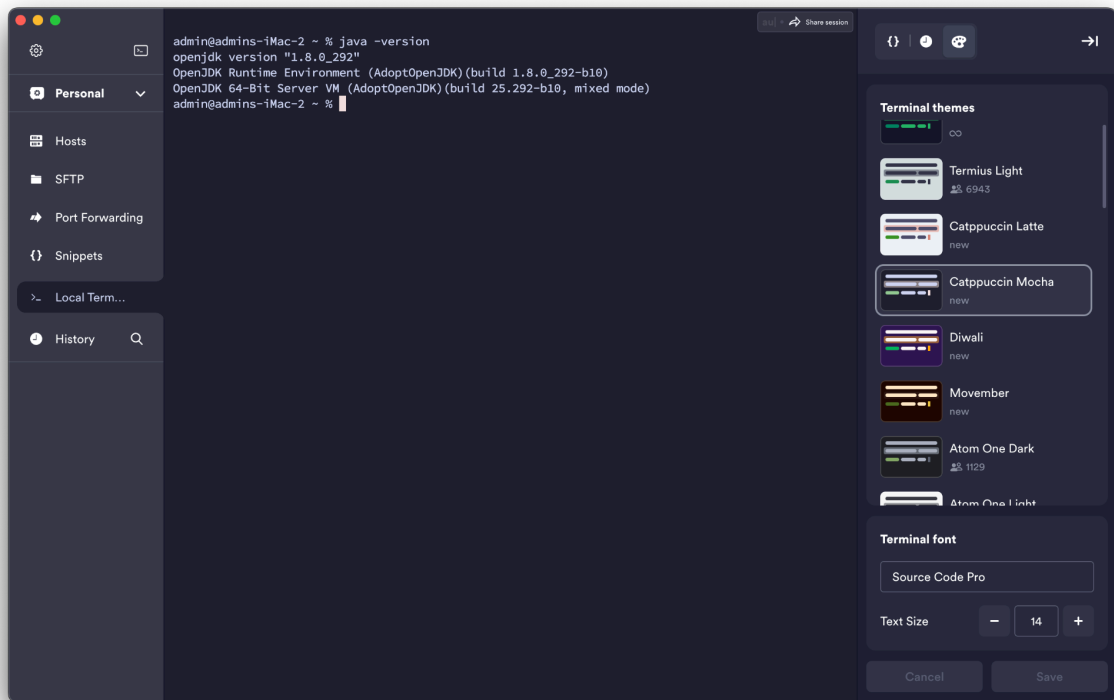 Personal
Hosts
SFTP
Port Forwarding
Snippets
Local Term...
History
Share session
admin@admins-iMac-2 ~ % java -version
openjdk version "1.8.0_292"
OpenJDK Runtime Environment (AdoptOpenJDK)(build 1.8.0_292-b10)
OpenJDK 64-Bit Server VM (AdoptOpenJDK)(build 25.292-b10, mixed mode)
admin@admins-iMac-2 ~ %
Terminal themes
∞
Termius Light
6943
Catppuccin Latte
new
Catppuccin Mocha
new
Diwali
new
Movember
new
Atom One Dark
1129
Atom One Light
Terminal font
Source Code Pro
Text Size
− 14 +
Cancel
Save